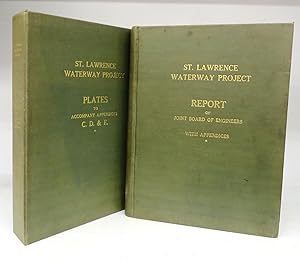 ST. LAWRENCE
WATERWAY PROJECT
PLATES
TO
ACCOMPANY APPENDICES
C. D. & E.
ST. LAWRENCE
WATERWAY PROJECT
REPORT
OF
JOINT BOARD OF ENGINEERS
WITH APPENDICES